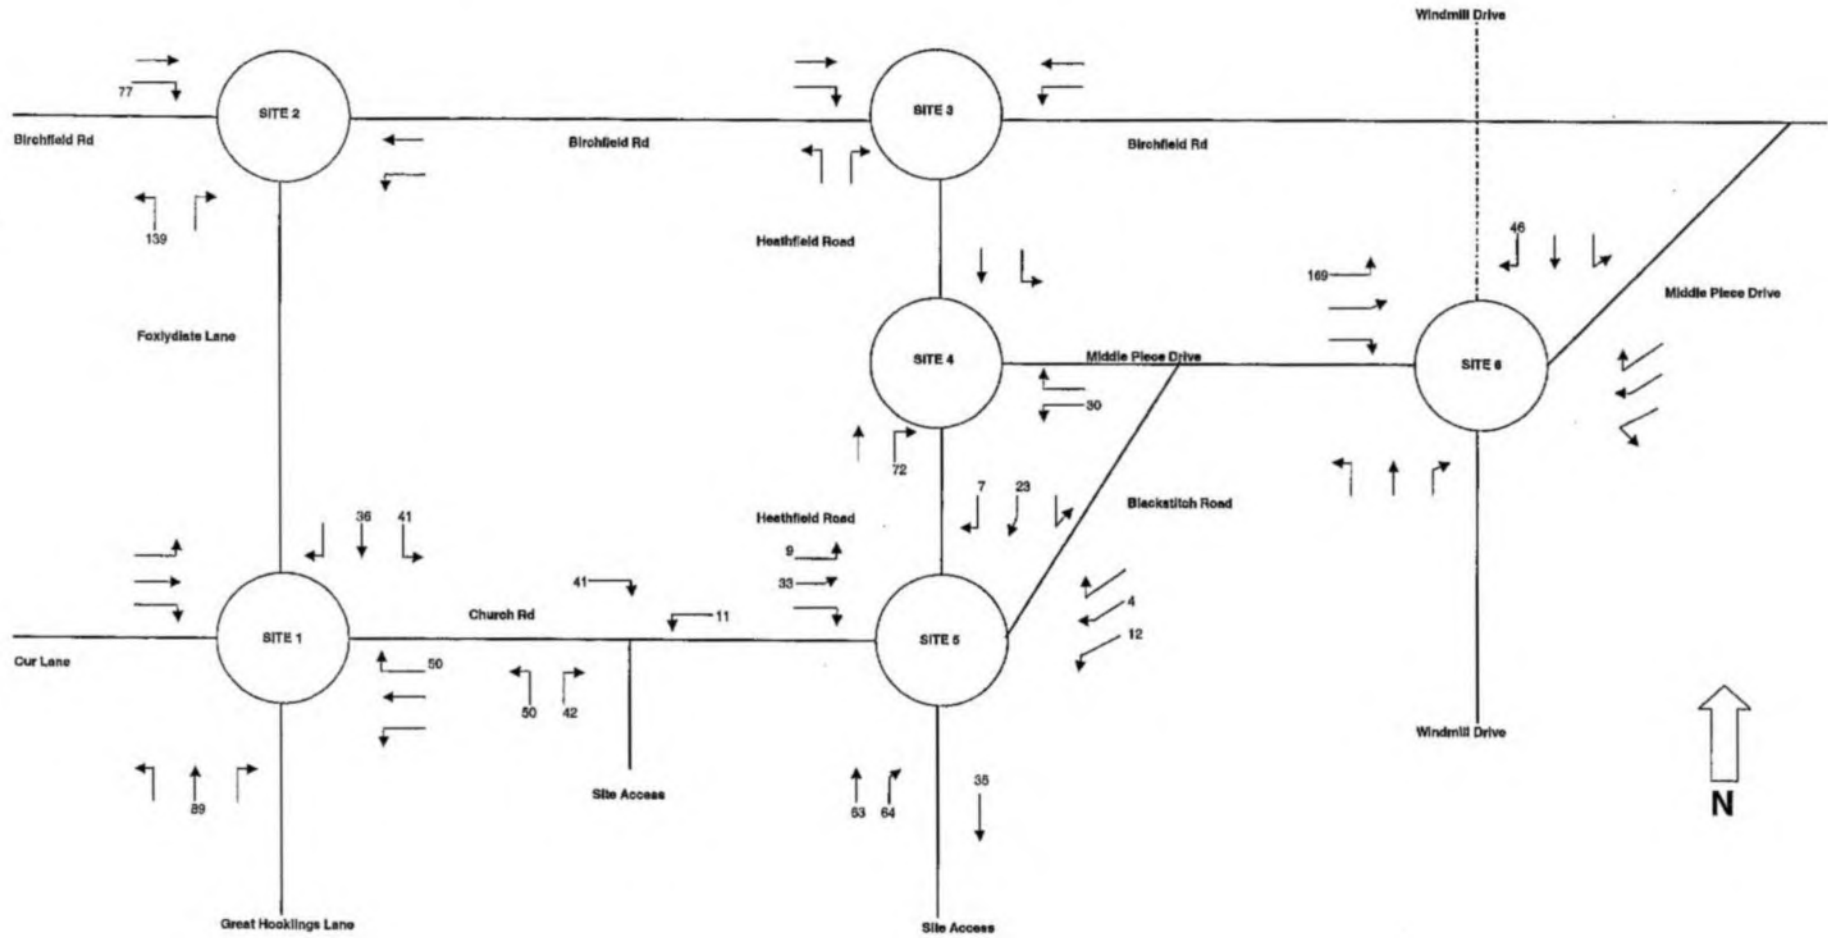 Windmill Drive
77
SITE 2
SITE 3
Birchfield Rd
Birchfield Rd
Birchfield Rd
139
Heathfield Road
46
169
Middle Piece Drive
Foxlydiate Lane
SITE 4
Middle Piece Drive
SITE 6
30
72
7
23
Blackstitch Road
36
41
Heathfield Road
9
33
41
11
4
12
Church Rd
SITE 1
SITE 5
Cur Lane
50
50
42
Windmill Drive
Site Access
89
63
64
35
N
Great Hocklings Lane
Site Access